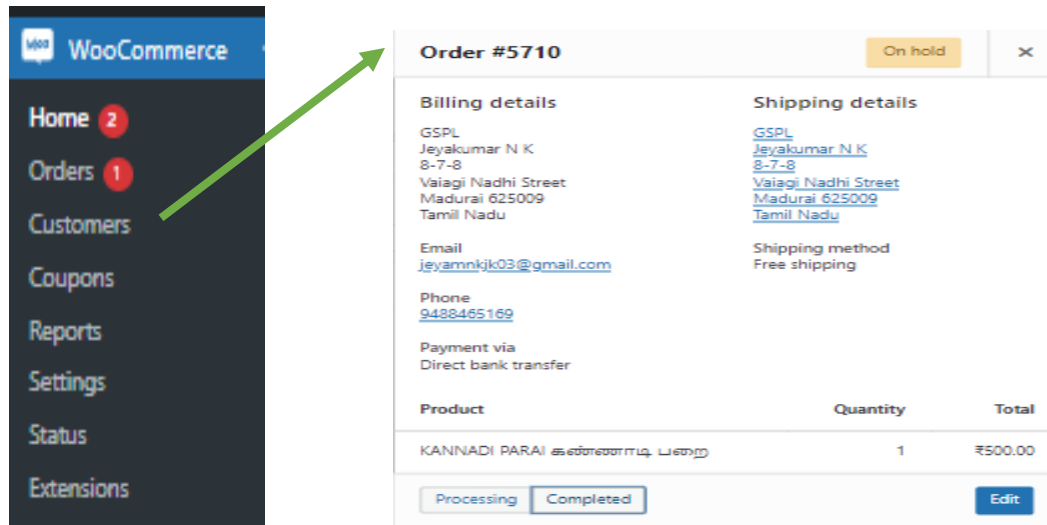 Woo WooCommerce
Home 2
Orders 1
Customers
Coupons
Reports
Settings
Status
Extensions
Order #5710 On hold ×
Billing details Shipping details
GSPL GSPL
Jeyakumar N K Jeyakumar N K
8-7-8 8-7-8
Vaiagi Nadhi Street Vaiagi Nadhi Street
Madurai 625009 Madurai 625009
Tamil Nadu Tamil Nadu
Email Shipping method
jeyamnkjk03@gmail.com Free shipping
Phone
9488465169
Payment via
Direct bank transfer
Product Quantity Total
KANNADI PARAI கண்ணாடி பறை 1 ₹500.00
Processing Completed Edit